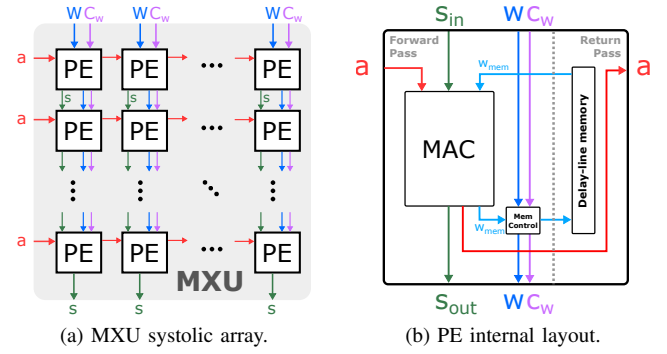 W C_w W C_w W C_w
a PE PE ••• PE
s s
a PE PE ••• PE
a PE PE ••• PE
MXU
s s s
(a) MXU systolic array.
S_in W C_w
Forward Pass
Return Pass
a a
w_mem
MAC
Delay-line memory
Mem Control
w_mem
S_out W C_w
(b) PE internal layout.